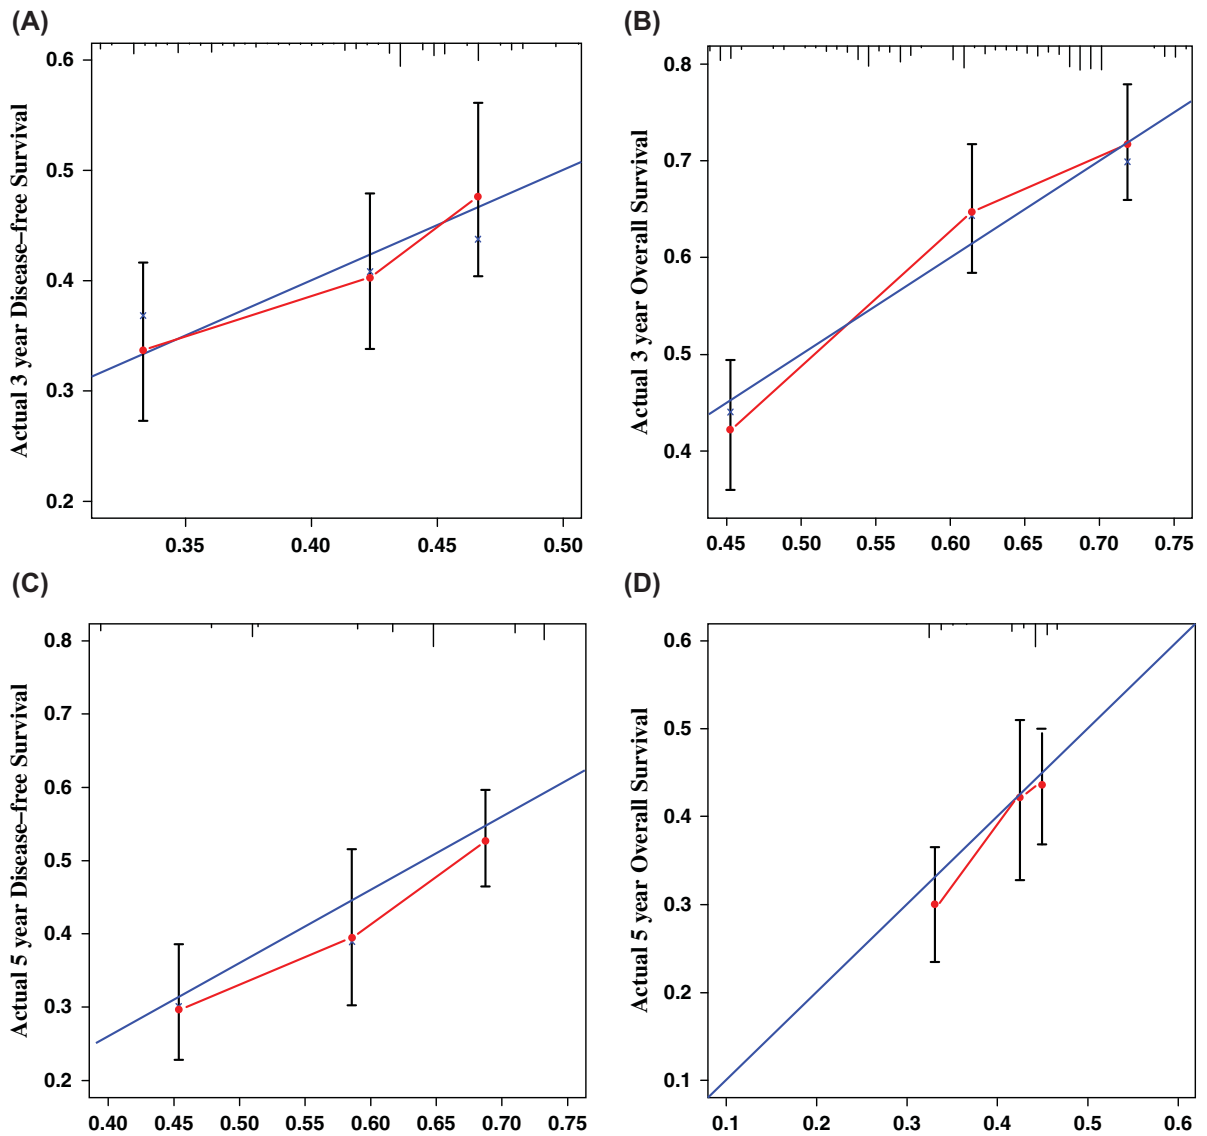 (A)
Actual 3 year Disease–free Survival
0.6
0.5
0.4
0.3
0.2
0.35 0.40 0.45 0.50
(B)
Actual 3 year Overall Survival
0.8
0.7
0.6
0.5
0.4
0.45 0.50 0.55 0.60 0.65 0.70 0.75
(C)
Actual 5 year Disease–free Survival
0.8
0.7
0.6
0.5
0.4
0.3
0.2
0.40 0.45 0.50 0.55 0.60 0.65 0.70 0.75
(D)
Actual 5 year Overall Survival
0.6
0.5
0.4
0.3
0.2
0.1
0.1 0.2 0.3 0.4 0.5 0.6